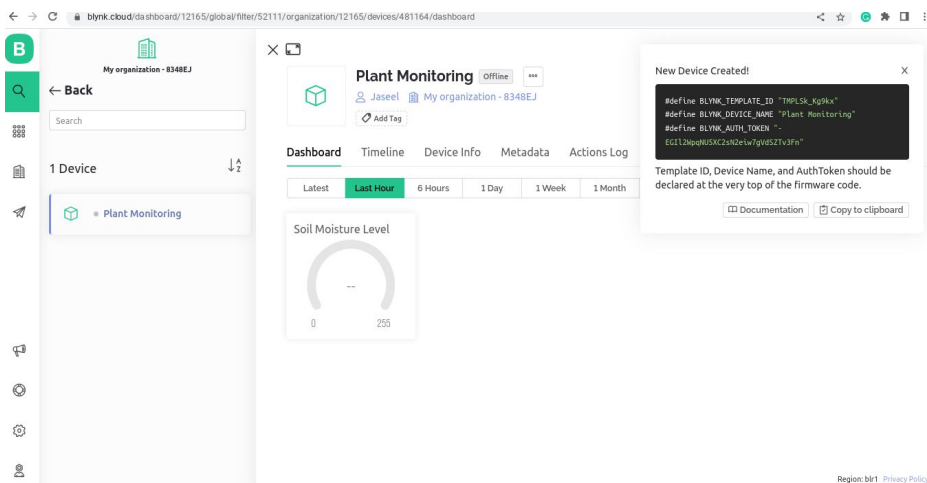 blynk.cloud/dashboard/12165/global/filter/52111/organization/12165/devices/481164/dashboard
B
My organization - 8348EJ
← Back
Search
1 Device
Plant Monitoring
Plant Monitoring Offline •••
Jaseel My organization - 8348EJ
Add Tag
Dashboard Timeline Device Info Metadata Actions Log
Latest Last Hour 6 Hours 1 Day 1 Week 1 Month
Soil Moisture Level
--
0 255
New Device Created! X
#define BLYNK_TEMPLATE_ID "TMPLSk_Kg9kx"
#define BLYNK_DEVICE_NAME "Plant Monitoring"
#define BLYNK_AUTH_TOKEN "-
EGIl2WpqNUSXC2sN2eiw7gVdSZTv3Fn"
Template ID, Device Name, and AuthToken should be
declared at the very top of the firmware code.
Documentation Copy to clipboard
Region: blr1 Privacy Policy